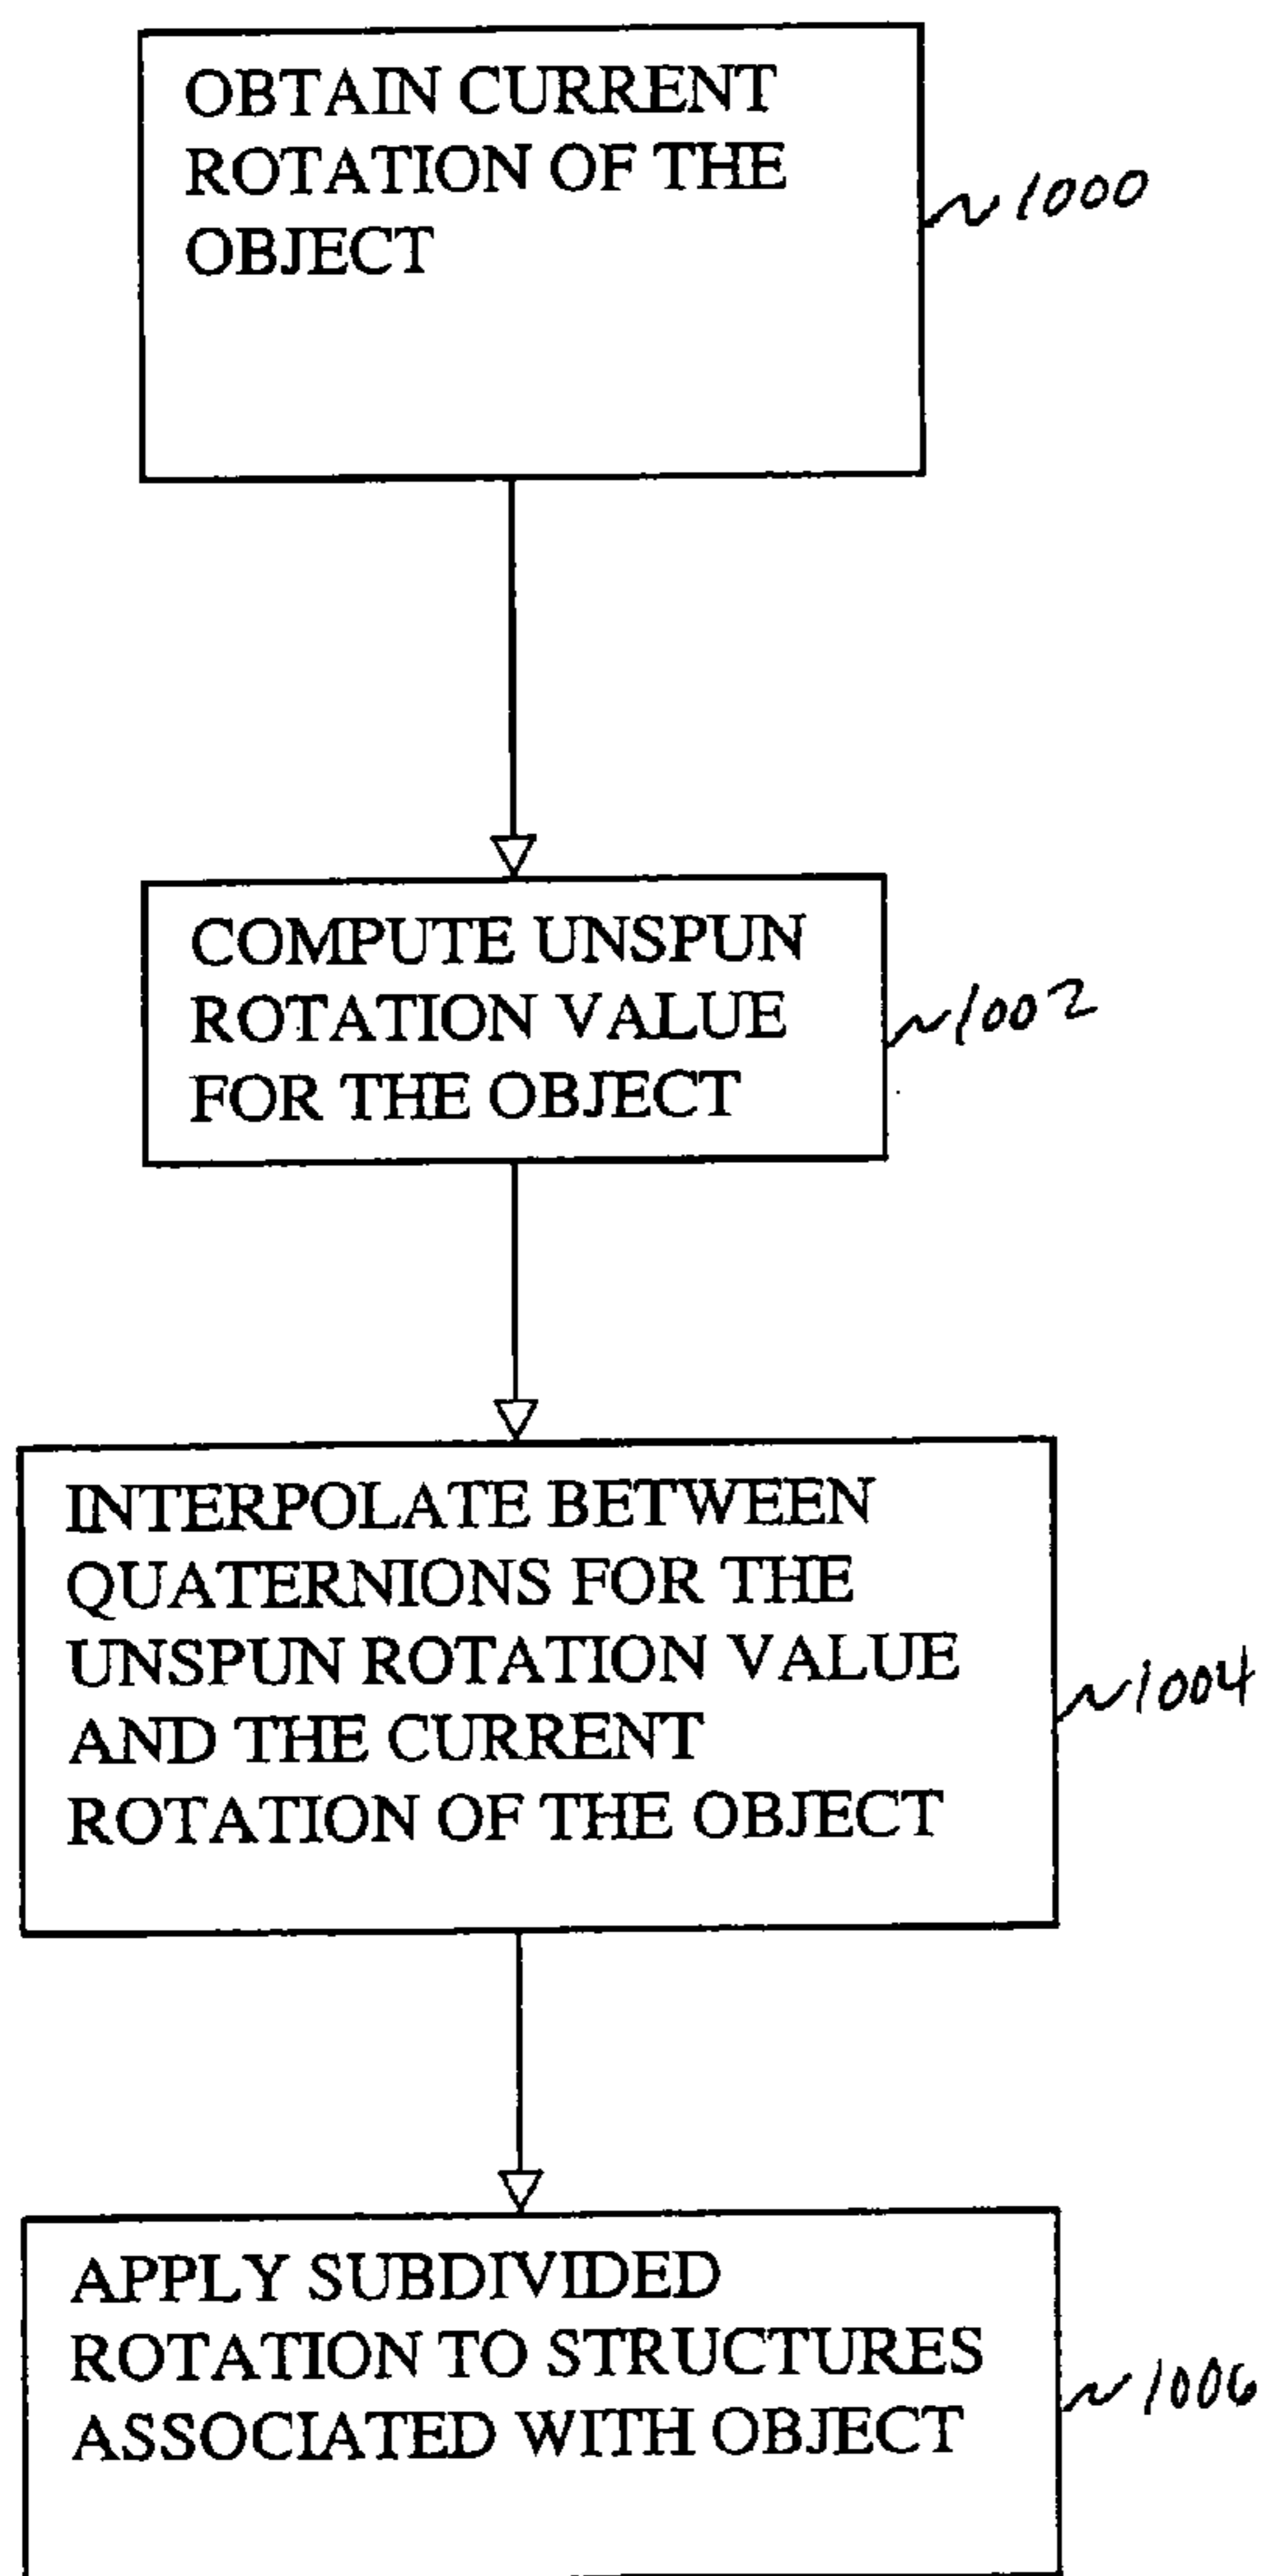 OBTAIN CURRENT
ROTATION OF THE
OBJECT
1000
COMPUTE UNSPUN
ROTATION VALUE
FOR THE OBJECT
1002
INTERPOLATE BETWEEN
QUATERNIONS FOR THE
UNSPUN ROTATION VALUE
AND THE CURRENT
ROTATION OF THE OBJECT
1004
APPLY SUBDIVIDED
ROTATION TO STRUCTURES
ASSOCIATED WITH OBJECT
1006